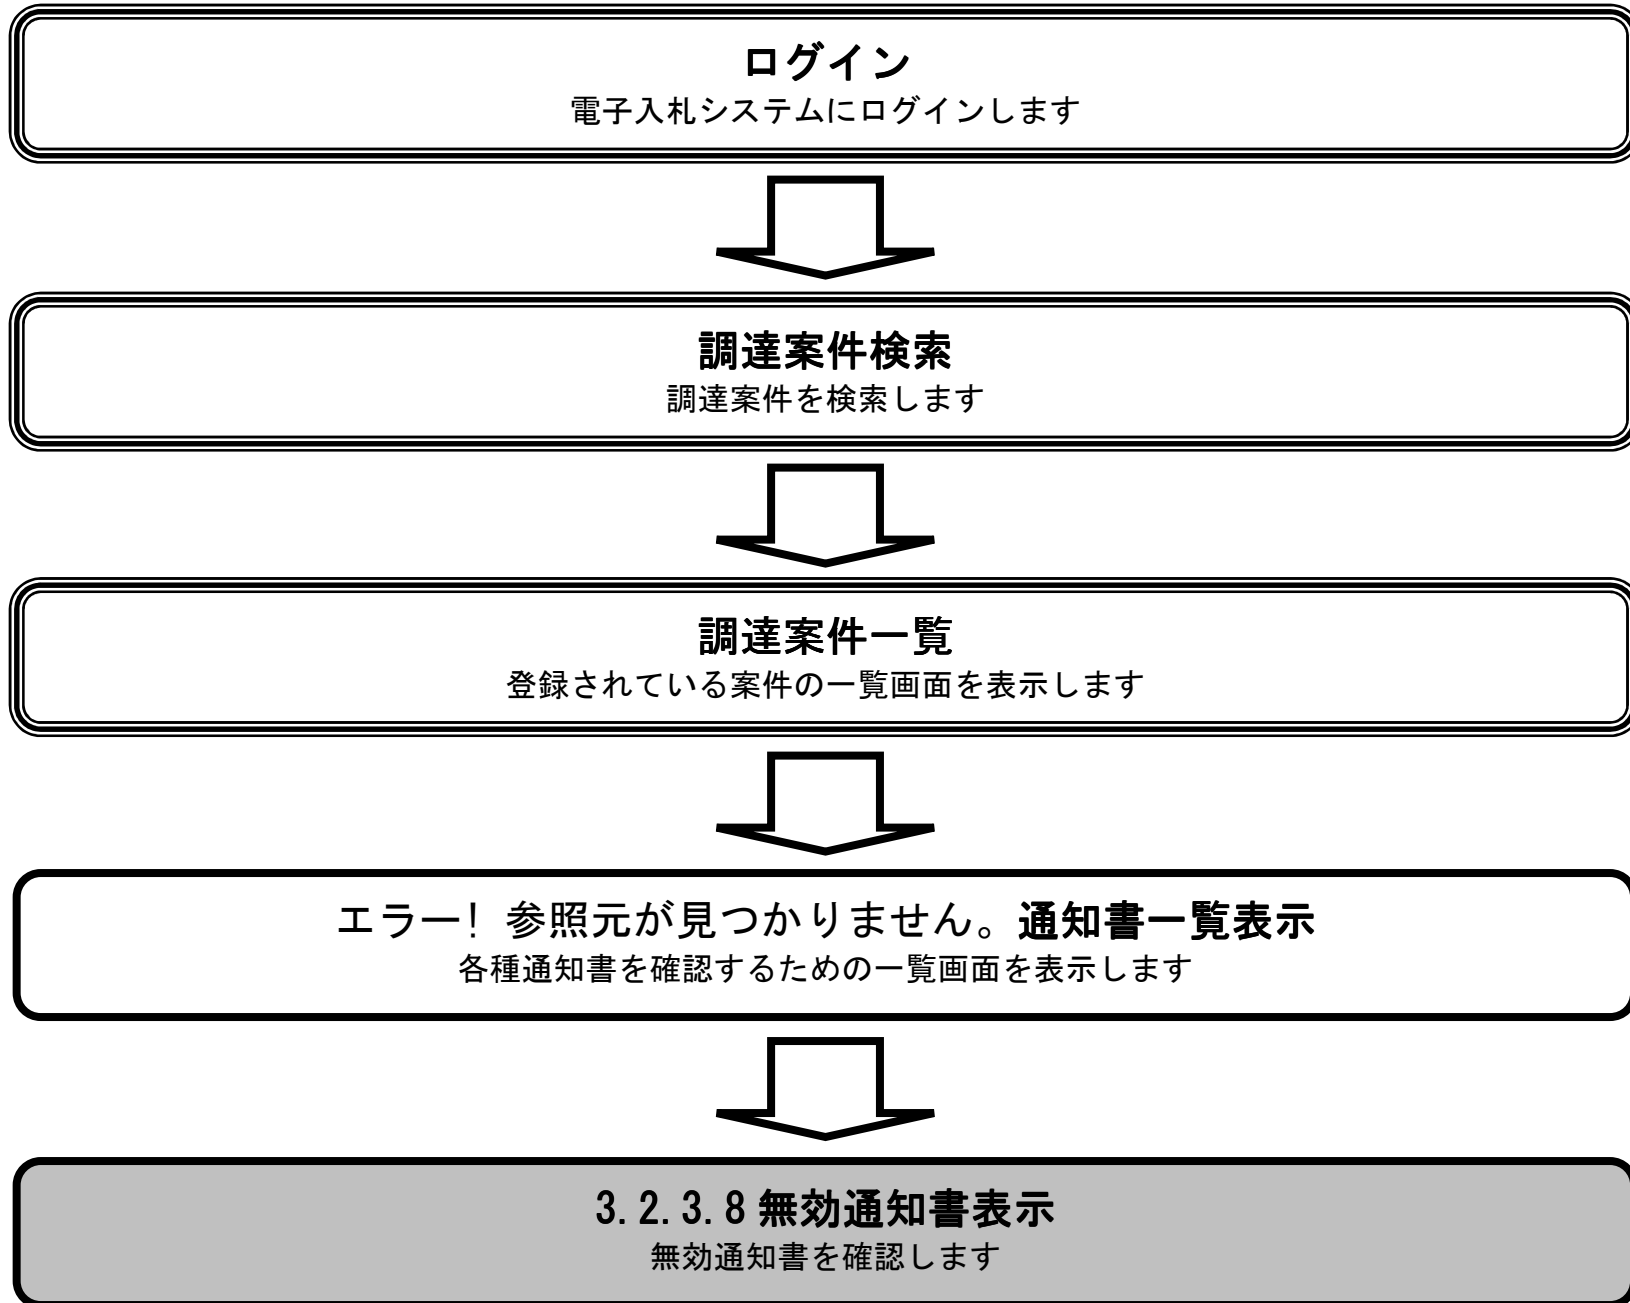 ログイン
電子入札システムにログインします
調達案件検索
調達案件を検索します
調達案件一覧
登録されている案件の一覧画面を表示します
エラー! 参照元が見つかりません。通知書一覧表示
各種通知書を確認するための一覧画面を表示します
3.2.3.8 無効通知書表示
無効通知書を確認します